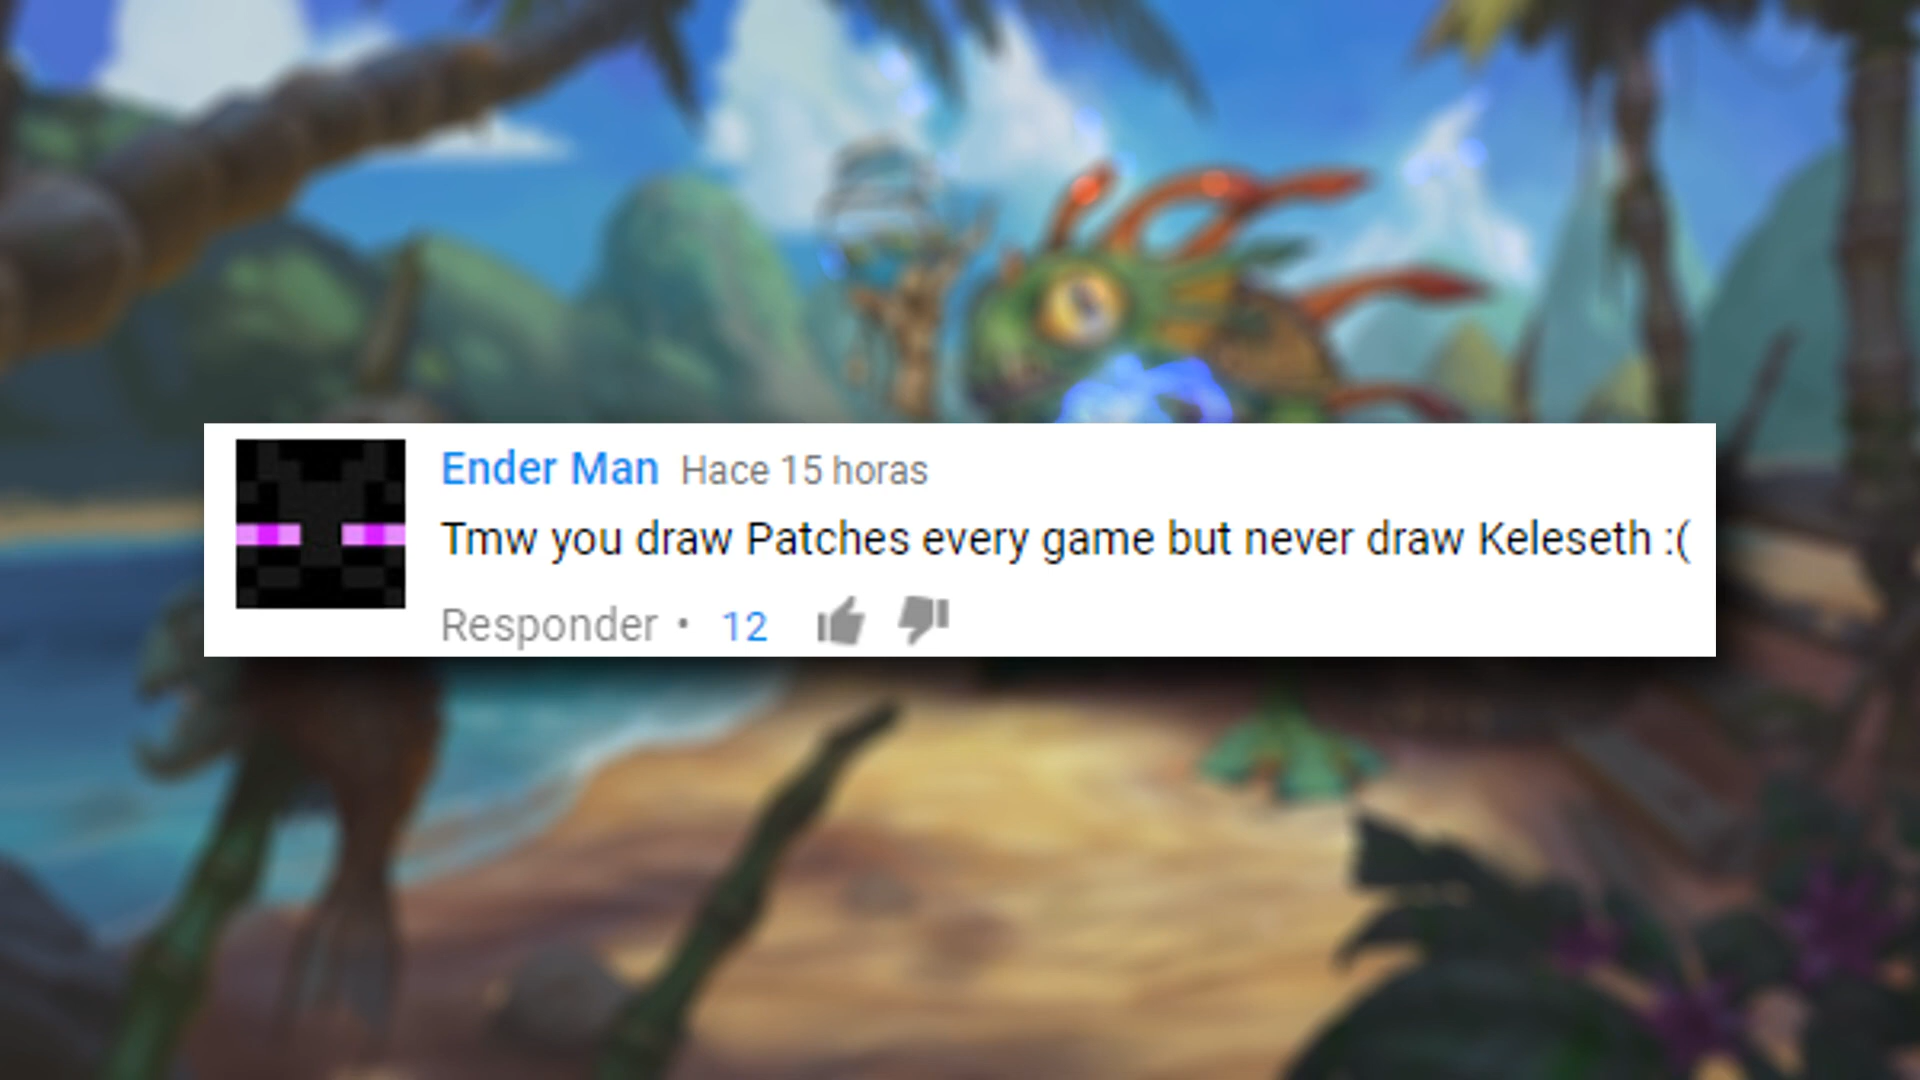 Ender Man Hace 15 horas
Tmw you draw Patches every game but never draw Keleseth :(
Responder • 12